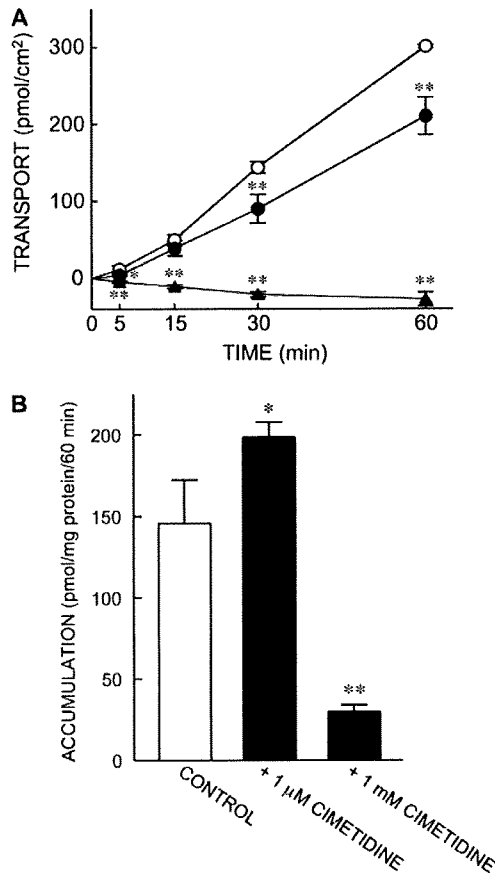 A
TRANSPORT (pmol/cm²)
300
200
100
0
**
**
**
*
**
**
**
**
0 5 15 30 60
TIME (min)
B
ACCUMULATION (pmol/mg protein/60 min)
200
150
100
50
0
*
**
CONTROL
+ 1 μM CIMETIDINE
+ 1 mM CIMETIDINE